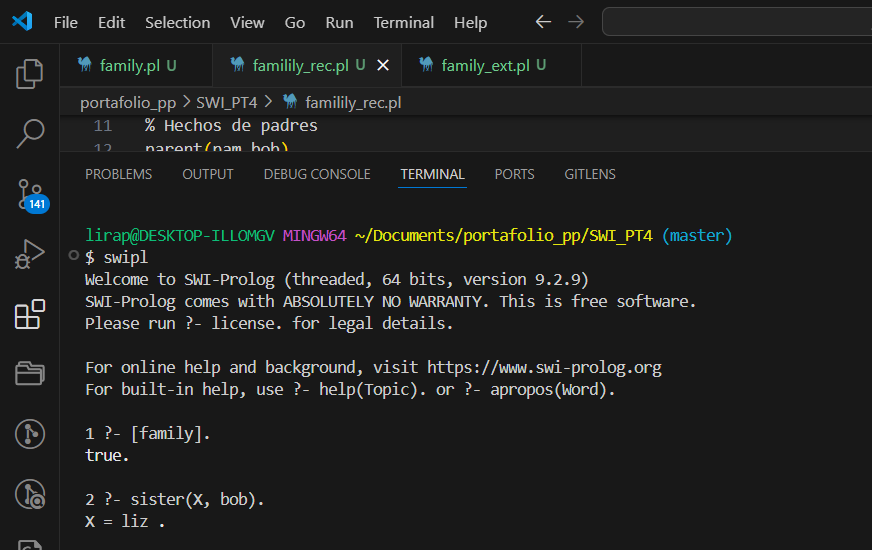 File Edit Selection View Go Run Terminal Help
family.pl U familily_rec.pl U family_ext.pl U
portafolio_pp > SWI_PT4 > familily_rec.pl
11 % Hechos de padres
12 parent(pam,bob)
PROBLEMS OUTPUT DEBUG CONSOLE TERMINAL PORTS GITLENS
141
lirap@DESKTOP-ILLOMGV MINGW64 ~/Documents/portafolio_pp/SWI_PT4 (master)
$ swipl
Welcome to SWI-Prolog (threaded, 64 bits, version 9.2.9)
SWI-Prolog comes with ABSOLUTELY NO WARRANTY. This is free software.
Please run ?- license. for legal details.
For online help and background, visit https://www.swi-prolog.org
For built-in help, use ?- help(Topic). or ?- apropos(Word).
1 ?- [family].
true.
2 ?- sister(X, bob).
X = liz .